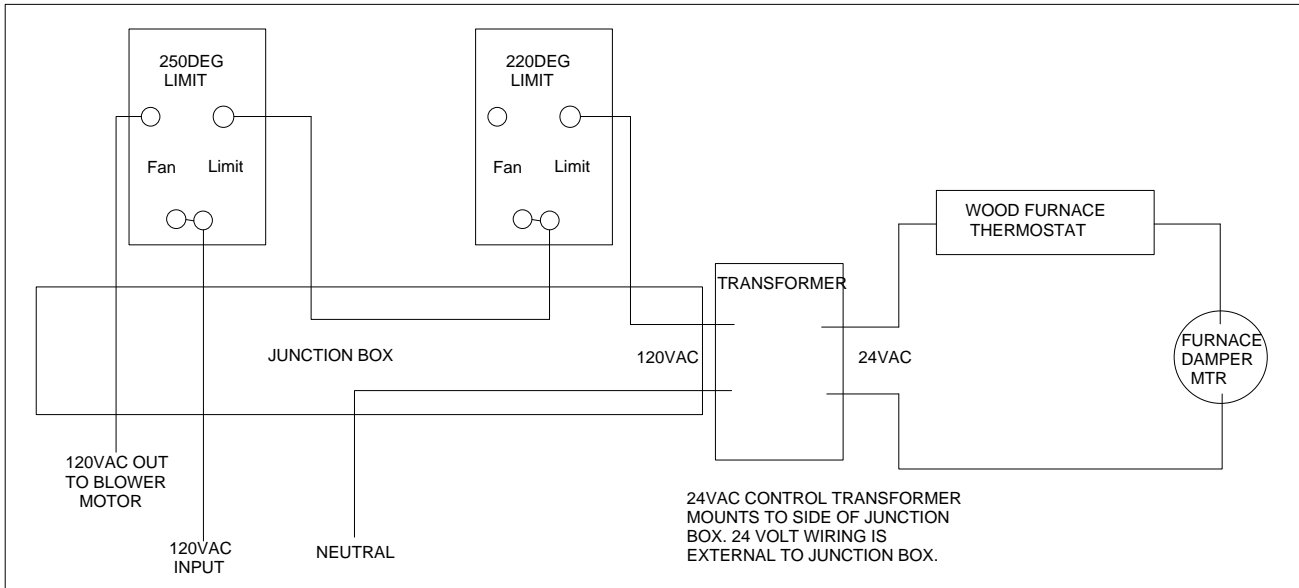 250DEG
LIMIT
Fan
Limit
220DEG
LIMIT
Fan
Limit
WOOD FURNACE
THERMOSTAT
TRANSFORMER
JUNCTION BOX
120VAC
24VAC
FURNACE
DAMPER
MTR
120VAC OUT
TO BLOWER
MOTOR
120VAC
INPUT
NEUTRAL
24VAC CONTROL TRANSFORMER
MOUNTS TO SIDE OF JUNCTION
BOX. 24 VOLT WIRING IS
EXTERNAL TO JUNCTION BOX.